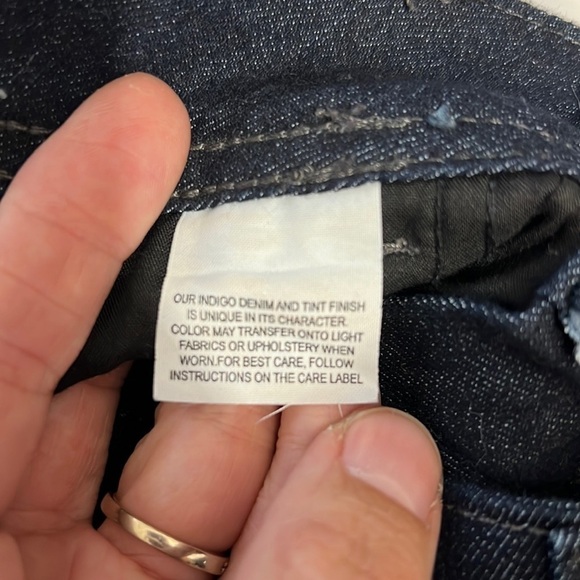 OUR INDIGO DENIM AND TINT FINISH
IS UNIQUE IN ITS CHARACTER.
COLOR MAY TRANSFER ONTO LIGHT
FABRICS OR UPHOLSTERY WHEN
WORN.FOR BEST CARE, FOLLOW
INSTRUCTIONS ON THE CARE LABEL